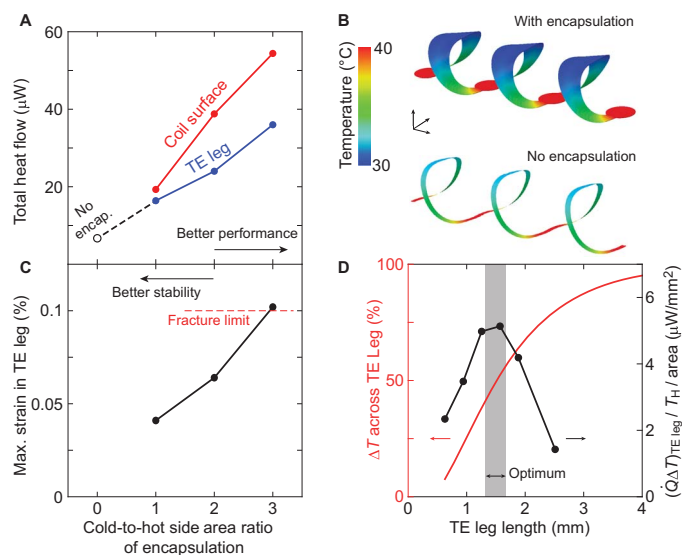 A
Total heat flow (μW)
60
40
20
Coil surface
TE leg
No
encap.
Better performance
B
With encapsulation
Temperature (°C)
40
30
No encapsulation
C
Max. strain in TE leg (%)
0.1
0.05
0
Better stability
Fracture limit
0 1 2 3
Cold-to-hot side area ratio
of encapsulation
D
ΔT across TE Leg (%)
100
50
0
Optimum
0 1 2 3 4
TE leg length (mm)
6
4
2
0
(Q̇ΔT)TE leg / TH / area (μW/mm²)